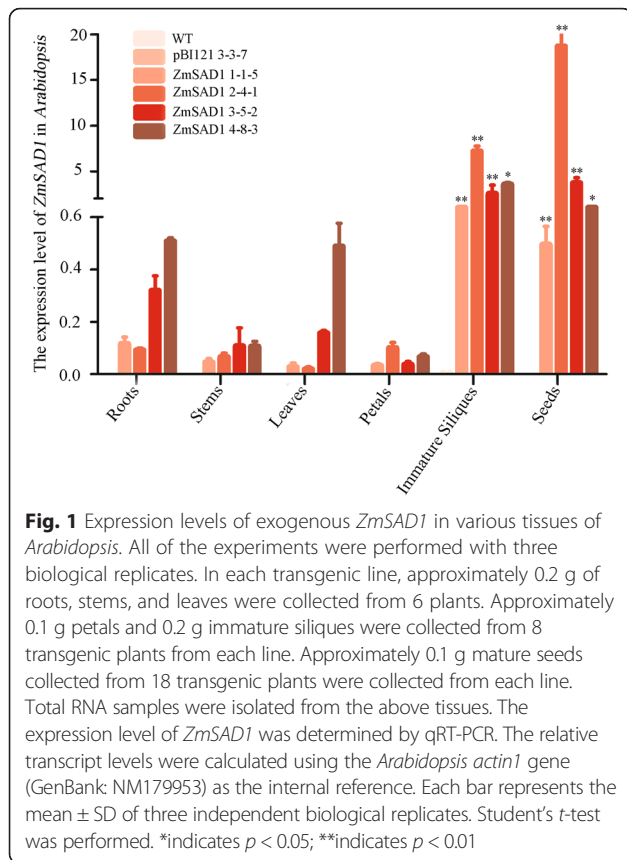 The expression level of ZmSAD1 in Arabidopsis
20
15
10
5
0.6
0.4
0.2
0.0
WT
pBI121 3-3-7
ZmSAD1 1-1-5
ZmSAD1 2-4-1
ZmSAD1 3-5-2
ZmSAD1 4-8-3
** ** ** *
** ** ** *
Roots
Stems
Leaves
Petals
Immature Siliques
Seeds
Fig. 1 Expression levels of exogenous ZmSAD1 in various tissues of
Arabidopsis. All of the experiments were performed with three
biological replicates. In each transgenic line, approximately 0.2 g of
roots, stems, and leaves were collected from 6 plants. Approximately
0.1 g petals and 0.2 g immature siliques were collected from 8
transgenic plants from each line. Approximately 0.1 g mature seeds
collected from 18 transgenic plants were collected from each line.
Total RNA samples were isolated from the above tissues. The
expression level of ZmSAD1 was determined by qRT-PCR. The relative
transcript levels were calculated using the Arabidopsis actin1 gene
(GenBank: NM179953) as the internal reference. Each bar represents the
mean ± SD of three independent biological replicates. Student's t-test
was performed. *indicates p < 0.05; **indicates p < 0.01